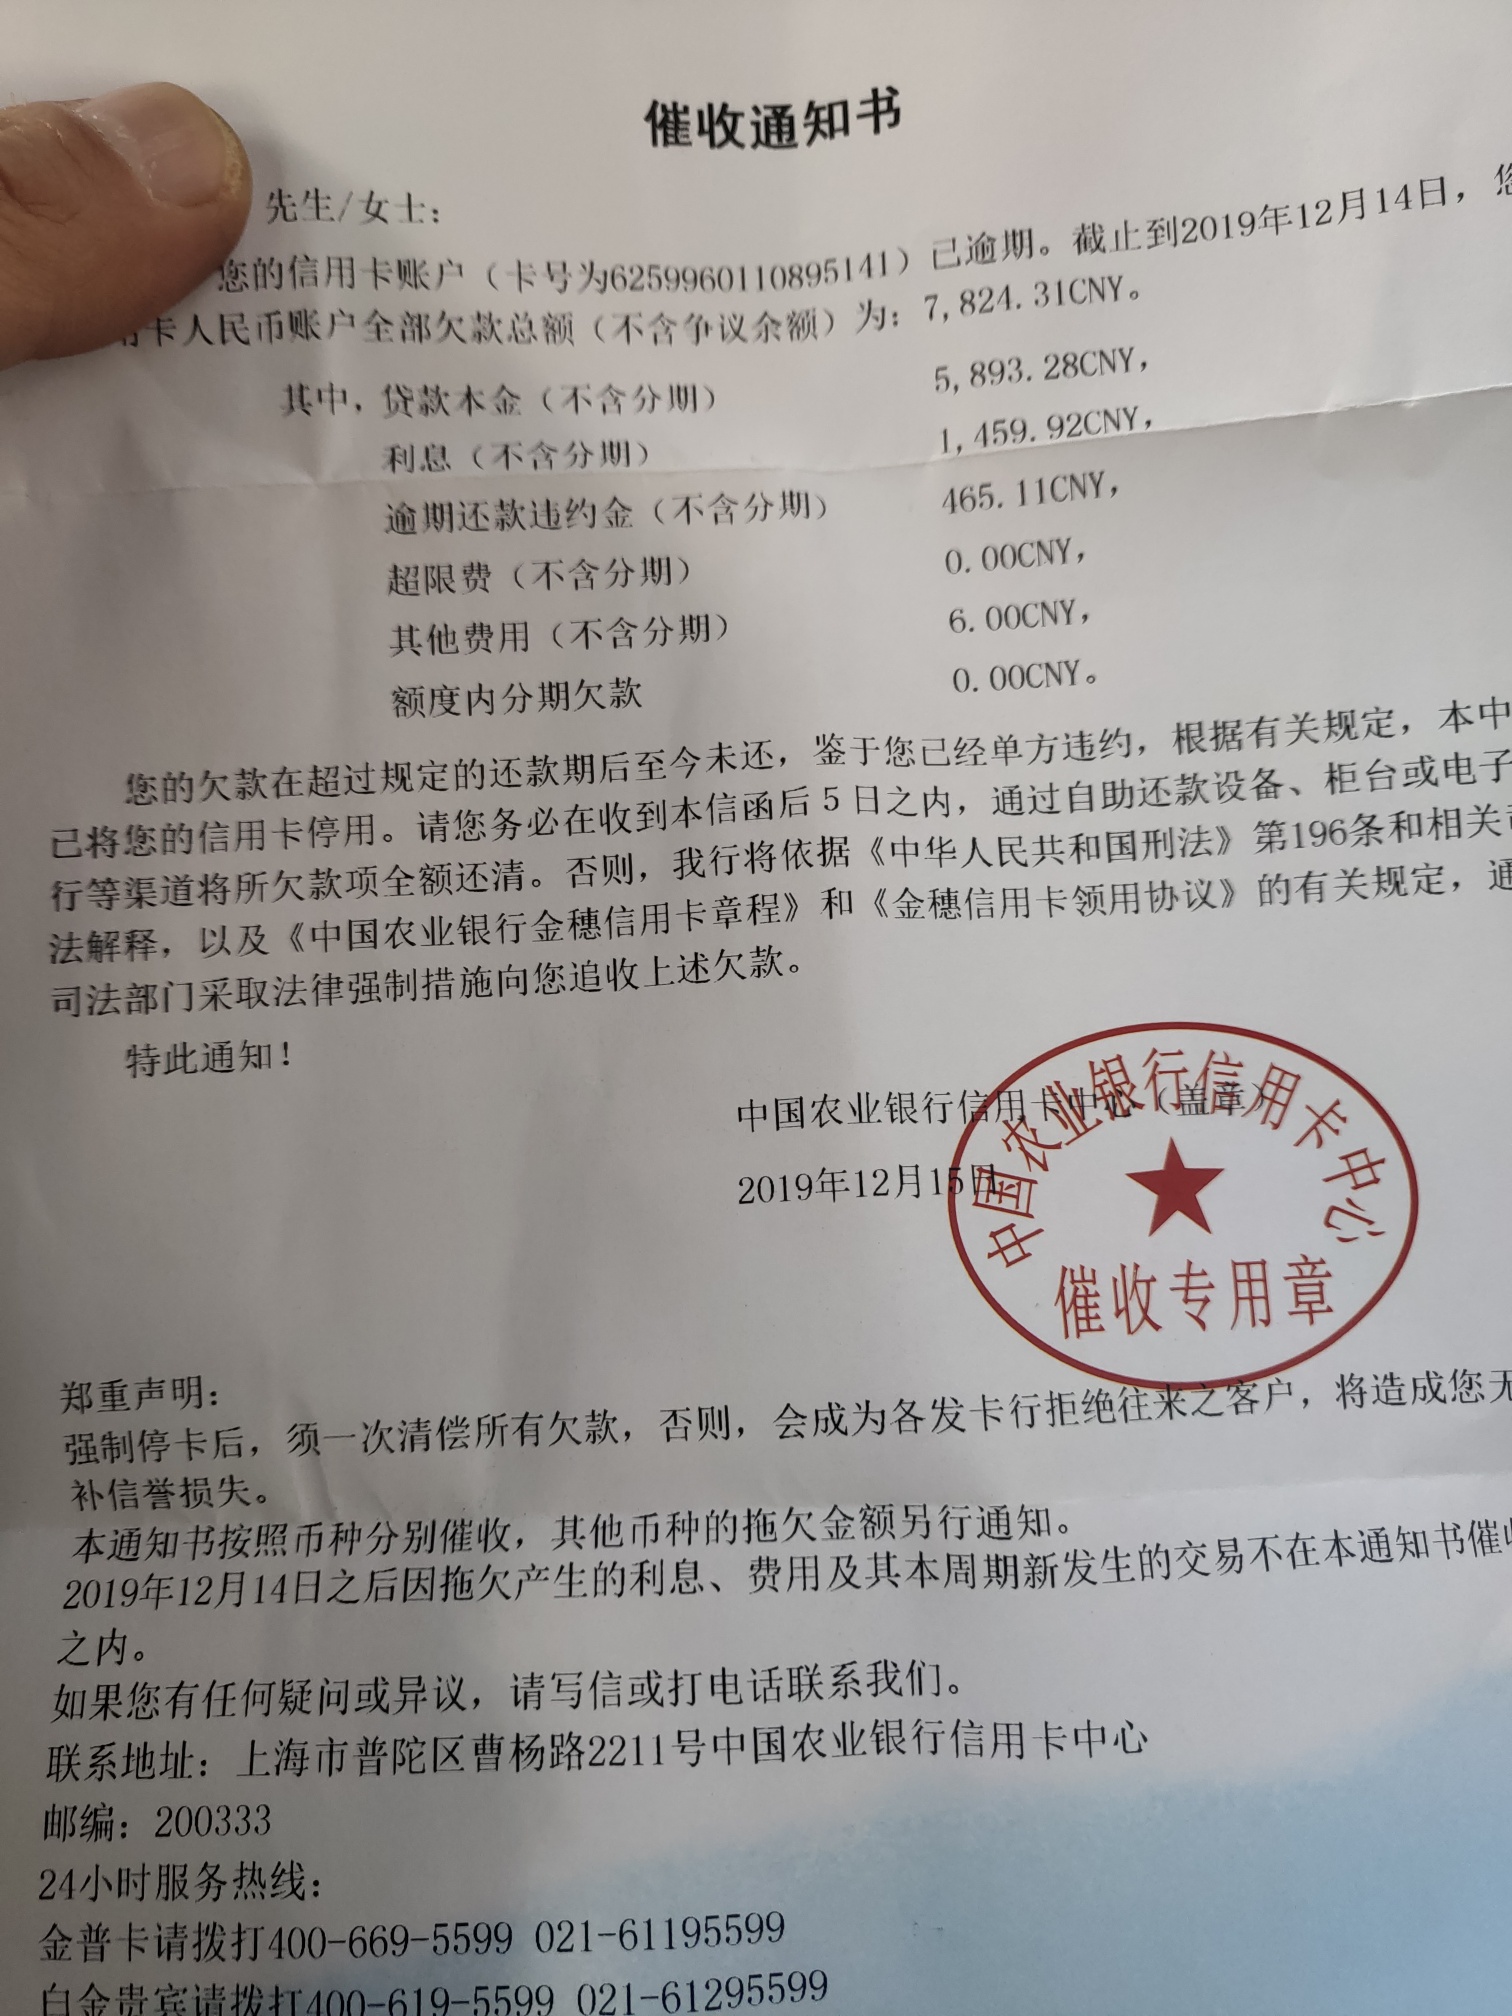 催收通知书
先生/女士：
您的信用卡账户（卡号为6259960110895141）已逾期。截止到2019年12月14日，您
卡人民币账户全部欠款总额（不含争议余额）为：7,824.31CNY。
其中，贷款本金（不含分期） 5,893.28CNY，
利息（不含分期） 1,459.92CNY，
逾期还款违约金（不含分期） 465.11CNY，
超限费（不含分期） 0.00CNY，
其他费用（不含分期） 6.00CNY，
额度内分期欠款 0.00CNY。
您的欠款在超过规定的还款期后至今未还，鉴于您已经单方违约，根据有关规定，本中
已将您的信用卡停用。请您务必在收到本信函后5日之内，通过自助还款设备、柜台或电子
行等渠道将所欠款项全额还清。否则，我行将依据《中华人民共和国刑法》第196条和相关
法解释，以及《中国农业银行金穗信用卡章程》和《金穗信用卡领用协议》的有关规定，通
司法部门采取法律强制措施向您追收上述欠款。
特此通知！
中国农业银行信用卡中心（盖章）
2019年12月15日
中国农业银行信用卡中心
催收专用章
郑重声明：
强制停卡后，须一次清偿所有欠款，否则，会成为各发卡行拒绝往来之客户，将造成您无
补信誉损失。
本通知书按照币种分别催收，其他币种的拖欠金额另行通知。
2019年12月14日之后因拖欠产生的利息、费用及其本周期新发生的交易不在本通知书催收
之内。
如果您有任何疑问或异议，请写信或打电话联系我们。
联系地址：上海市普陀区曹杨路2211号中国农业银行信用卡中心
邮编：200333
24小时服务热线：
金普卡请拨打400-669-5599 021-61195599
白金贵宾请拨打400-619-5599 021-61295599